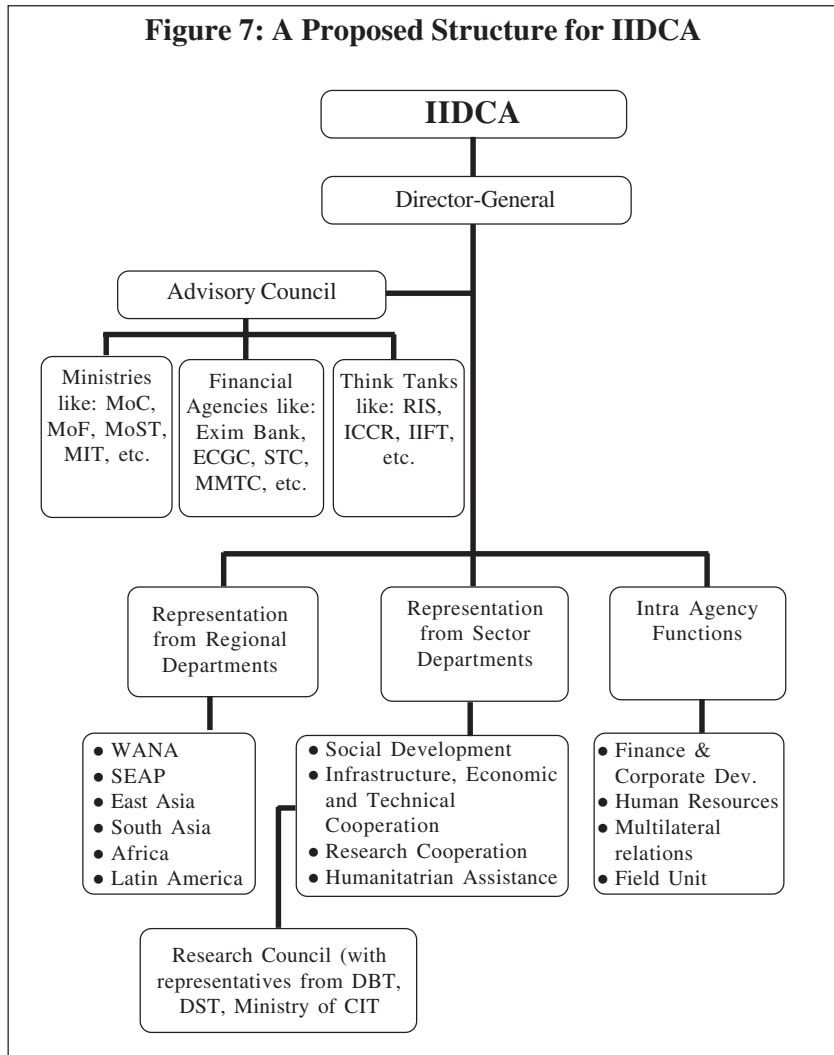 Figure 7: A Proposed Structure for IIDCA
IIDCA
Director-General
Advisory Council
Ministries
like: MoC,
MoF, MoST,
MIT, etc.
Financial
Agencies like:
Exim Bank,
ECGC, STC,
MMTC, etc.
Think Tanks
like: RIS,
ICCR, IIFT,
etc.
Representation
from Regional
Departments
Representation
from Sector
Departments
Intra Agency
Functions
● WANA
● SEAP
● East Asia
● South Asia
● Africa
● Latin America
● Social Development
● Infrastructure, Economic
and Technical
Cooperation
● Research Cooperation
● Humanitatrian Assistance
● Finance &
Corporate Dev.
● Human Resources
● Multilateral
relations
● Field Unit
Research Council (with
representatives from DBT,
DST, Ministry of CIT